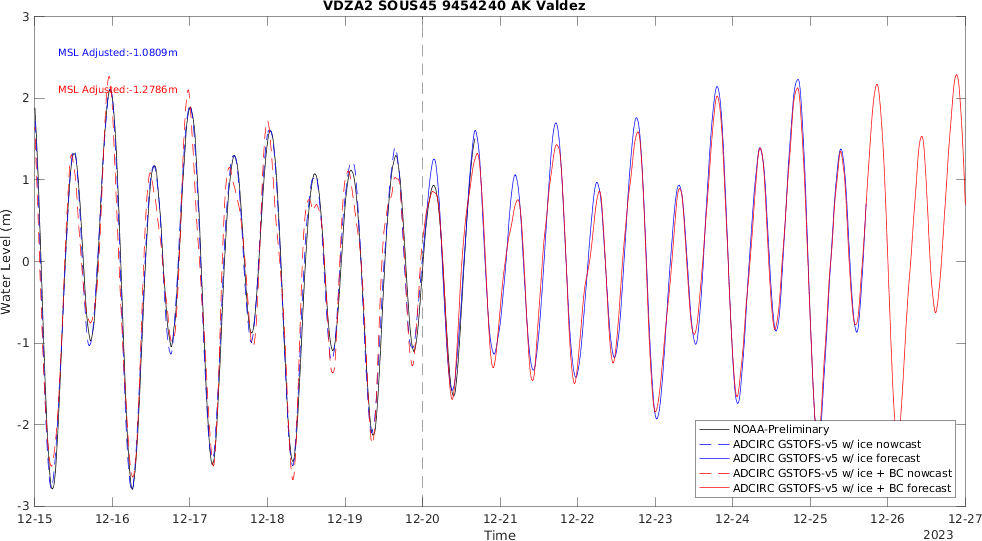 VDZA2 SOUS45 9454240 AK Valdez
MSL Adjusted:-1.0809m
MSL Adjusted:-1.2786m
Water Level (m)
3
2
1
0
-1
-2
-3
12-15 12-16 12-17 12-18 12-19 12-20 12-21 12-22 12-23 12-24 12-25 12-26 12-27
Time
2023
NOAA-Preliminary
ADCIRC GSTOFS-v5 w/ ice nowcast
ADCIRC GSTOFS-v5 w/ ice forecast
ADCIRC GSTOFS-v5 w/ ice + BC nowcast
ADCIRC GSTOFS-v5 w/ ice + BC forecast